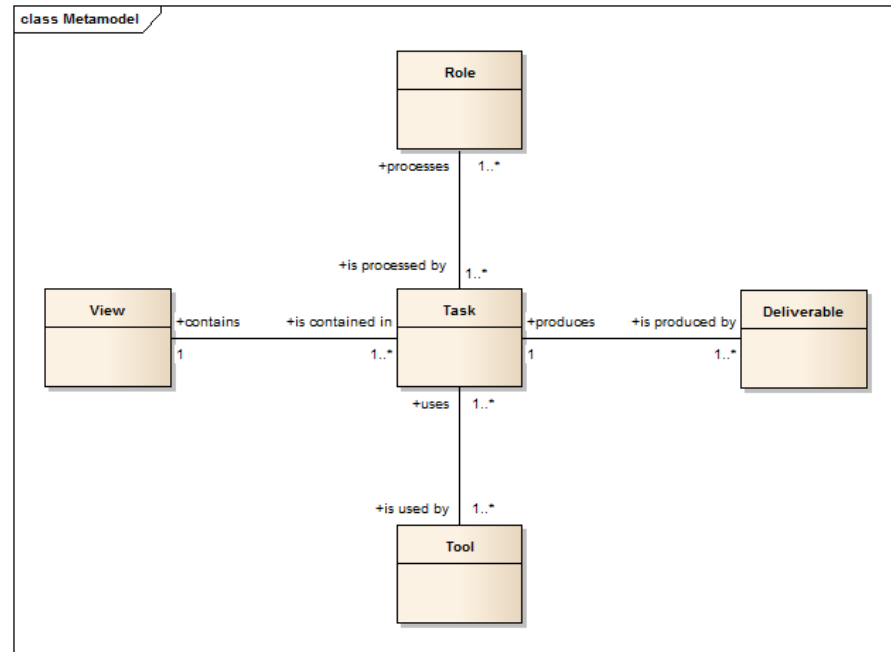 class Metamodel
Role
+processes 1..*
+is processed by 1..*
View
+contains
1
+is contained in
1..*
Task
+produces
1
+is produced by
1..*
Deliverable
+uses 1..*
+is used by 1..*
Tool